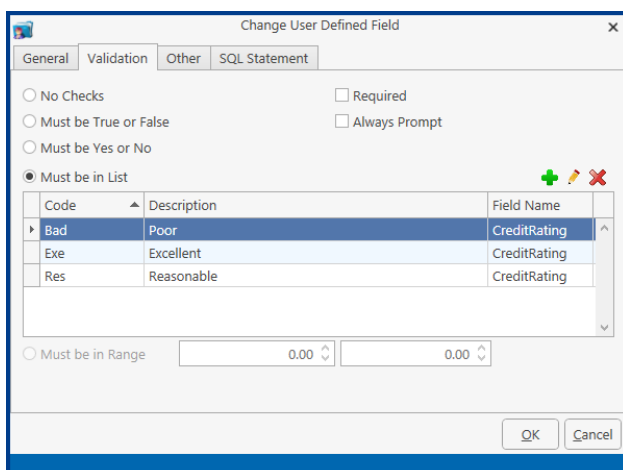 Change User Defined Field
General Validation Other SQL Statement
No Checks Required
Must be True or False Always Prompt
Must be Yes or No
Must be in List
Code Description Field Name
Bad Poor CreditRating
Exe Excellent CreditRating
Res Reasonable CreditRating
Must be in Range 0.00 0.00
OK Cancel